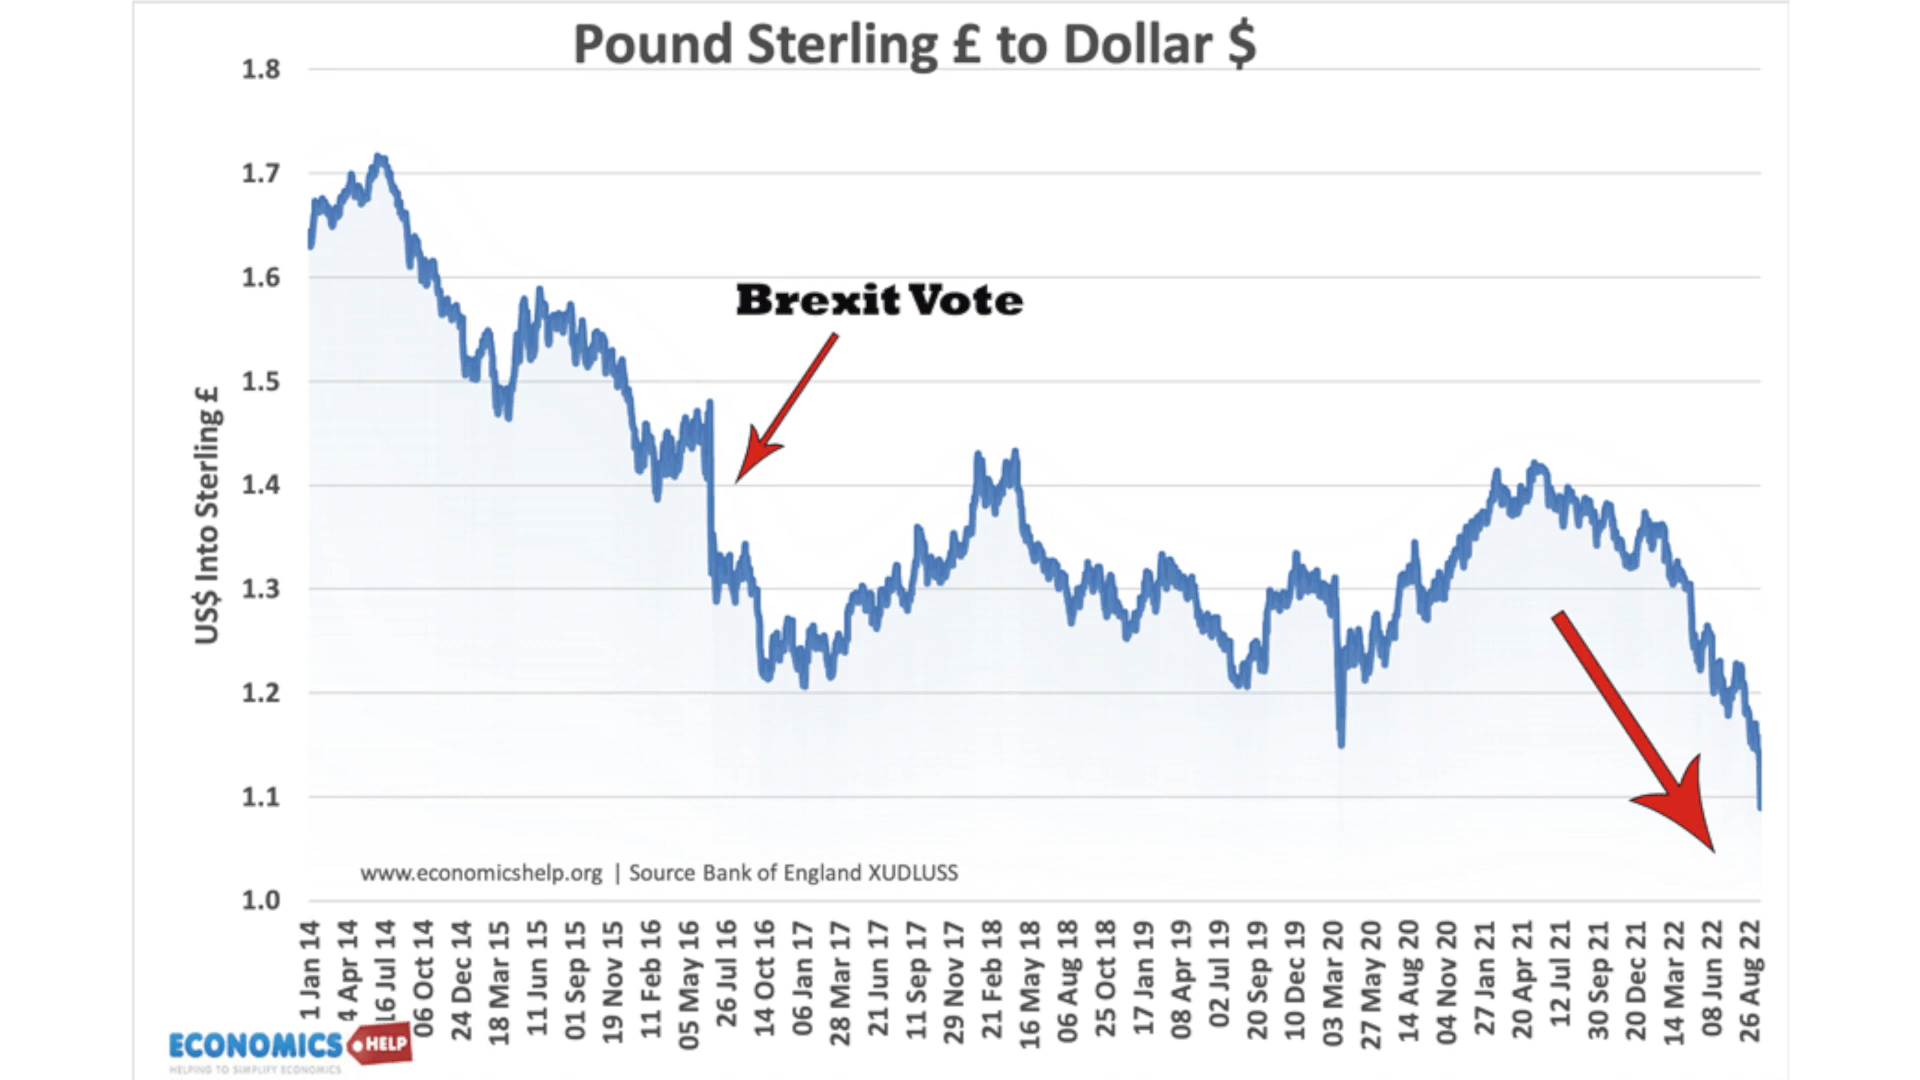 Pound Sterling £ to Dollar $
1.8
1.7
1.6
1.5
1.4
1.3
1.2
1.1
1.0
US$ Into Sterling £
Brexit Vote
www.economicshelp.org | Source Bank of England XUDLUSS
1 Jan 14
4 Apr 14
16 Jul 14
06 Oct 14
24 Dec 14
18 Mar 15
11 Jun 15
01 Sep 15
19 Nov 15
11 Feb 16
05 May 16
26 Jul 16
14 Oct 16
06 Jan 17
28 Mar 17
21 Jun 17
11 Sep 17
29 Nov 17
21 Feb 18
16 May 18
06 Aug 18
25 Oct 18
17 Jan 19
08 Apr 19
02 Jul 19
20 Sep 19
10 Dec 19
03 Mar 20
27 May 20
14 Aug 20
04 Nov 20
27 Jan 21
20 Apr 21
12 Jul 21
30 Sep 21
20 Dec 21
14 Mar 22
08 Jun 22
26 Aug 22
ECONOMICS HELP
HELPING TO SIMPLIFY ECONOMICS